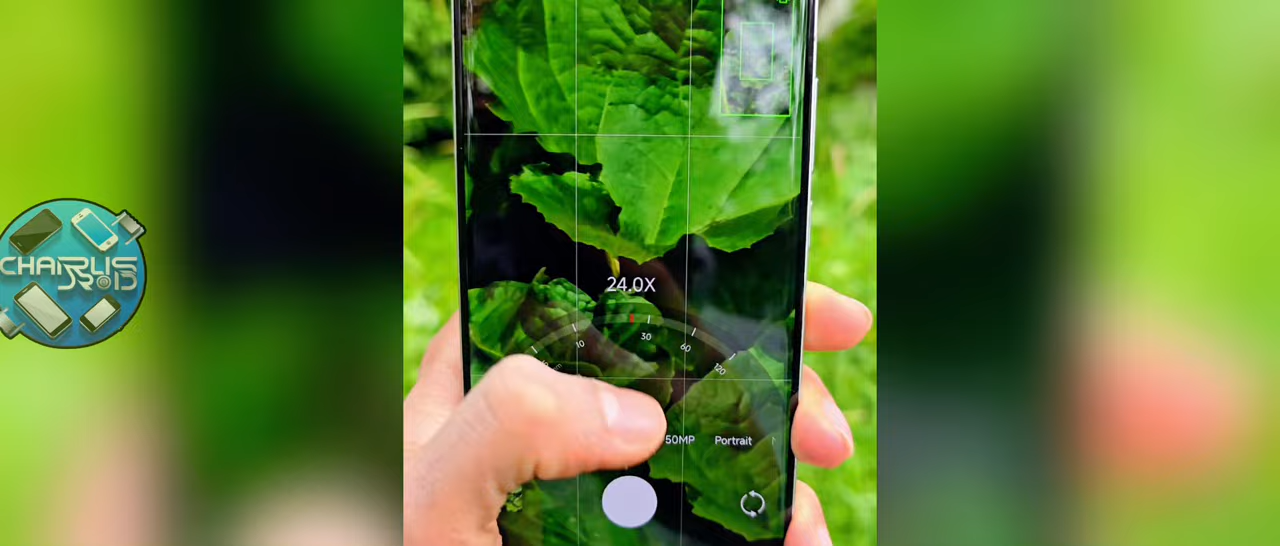 CHARLIS
DROID
24.0X
10
30
60
120
50MP
Portrait